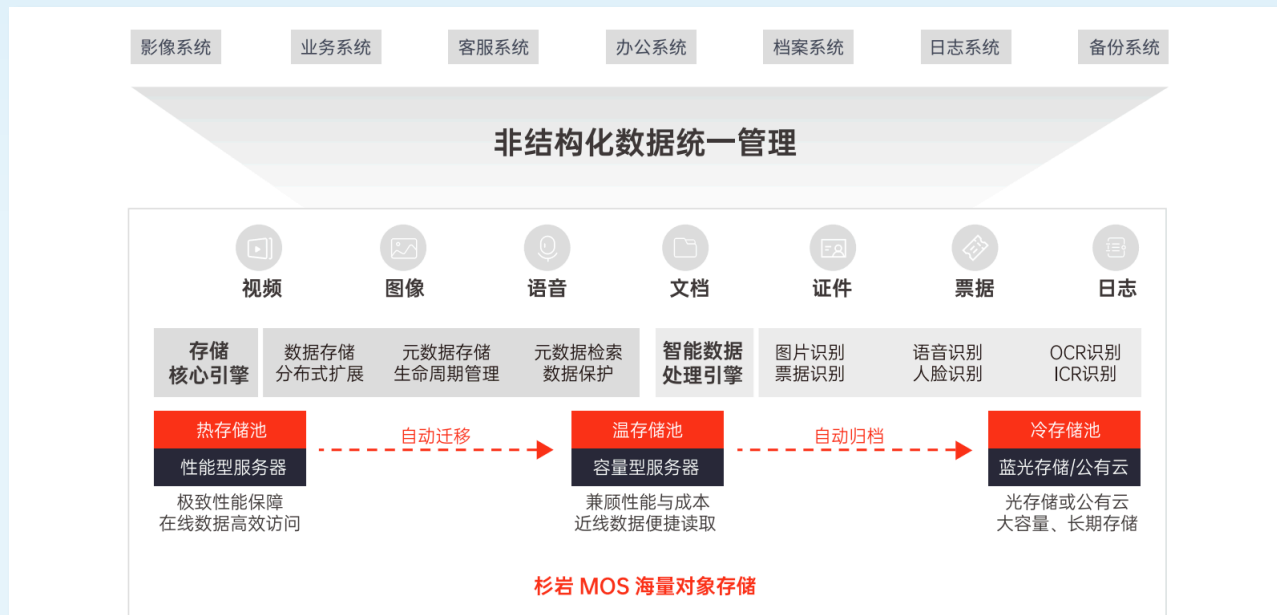 影像系统
业务系统
客服系统
办公系统
档案系统
日志系统
备份系统
非结构化数据统一管理
视频
图像
语音
文档
证件
票据
日志
存储
核心引擎
数据存储
分布式扩展
元数据存储
生命周期管理
元数据检索
数据保护
智能数据
处理引擎
图片识别
票据识别
语音识别
人脸识别
OCR识别
ICR识别
热存储池
性能型服务器
极致性能保障
在线数据高效访问
自动迁移
温存储池
容量型服务器
兼顾性能与成本
近线数据便捷读取
自动归档
冷存储池
蓝光存储/公有云
光存储或公有云
大容量、长期存储
杉岩 MOS 海量对象存储